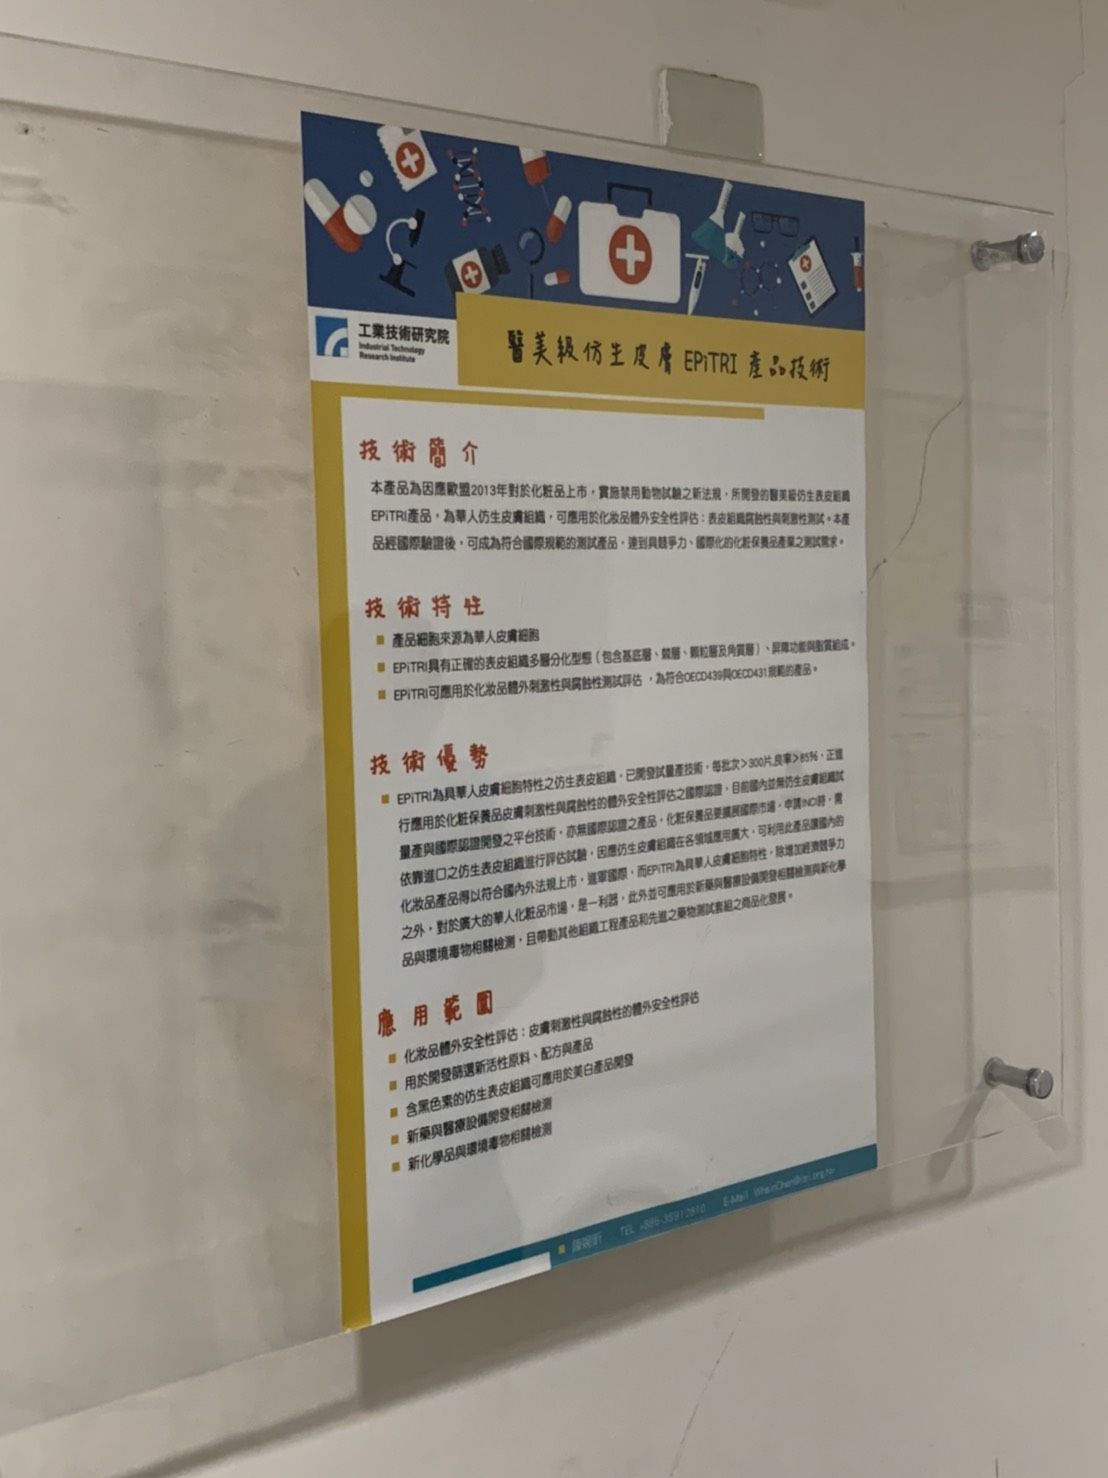 工業技術研究院
Industrial Technology
Research Institute
醫美級仿生皮膚 EPiTRI 產品技術
技術簡介
本產品為因應歐盟2013年對於化粧品上市，實施禁用動物試驗之新法規，所開發的醫美級仿生表皮組織
EPiTRI產品，為華人仿生皮膚組織，可應用於化妝品體外安全性評估：表皮組織腐蝕性與刺激性測試。本產
品經國際驗證後，可成為符合國際規範的測試產品，達到具競爭力、國際化的化粧保養品產業之測試需求。
技術特性
■ 產品細胞來源為華人皮膚細胞
■ EPiTRI具有正確的表皮組織多層分化型態（包含基底層、棘層、顆粒層及角質層）、屏障功能與脂質組成。
■ EPiTRI可應用於化妝品體外刺激性與腐蝕性測試評估，為符合OECD439與OECD431規範的產品。
技術優勢
■ EPiTRI為具華人皮膚細胞特性之仿生表皮組織，已開發試量產技術，每批次>300片,良率>85%，正進
行應用於化粧保養品皮膚刺激性與腐蝕性的體外安全性評估之國際認證，目前國內並無仿生皮膚組織試
量產與國際認證開發之平台技術，亦無國際認證之產品，化粧保養品要擴展國際市場，申請IND時，需
依靠進口之仿生表皮組織進行評估試驗，因應仿生皮膚組織在各領域應用廣大，可利用此產品讓國內的
化妝品產品得以符合國內外法規上市，進軍國際，而EPiTRI為具華人皮膚細胞特性，除增加經濟競爭力
之外，對於廣大的華人化粧品市場，是一利器，此外並可應用於新藥與醫療設備開發相關檢測與新化學
品與環境毒物相關檢測，且帶動其他組織工程產品和先進之藥物測試套組之商品化發展。
應用範圍
■ 化妝品體外安全性評估：皮膚刺激性與腐蝕性的體外安全性評估
■ 用於開發篩選新活性原料、配方與產品
■ 含黑色素的仿生表皮組織可應用於美白產品開發
■ 新藥與醫療設備開發相關檢測
■ 新化學品與環境毒物相關檢測
TEL +886-35912810 E-Mail